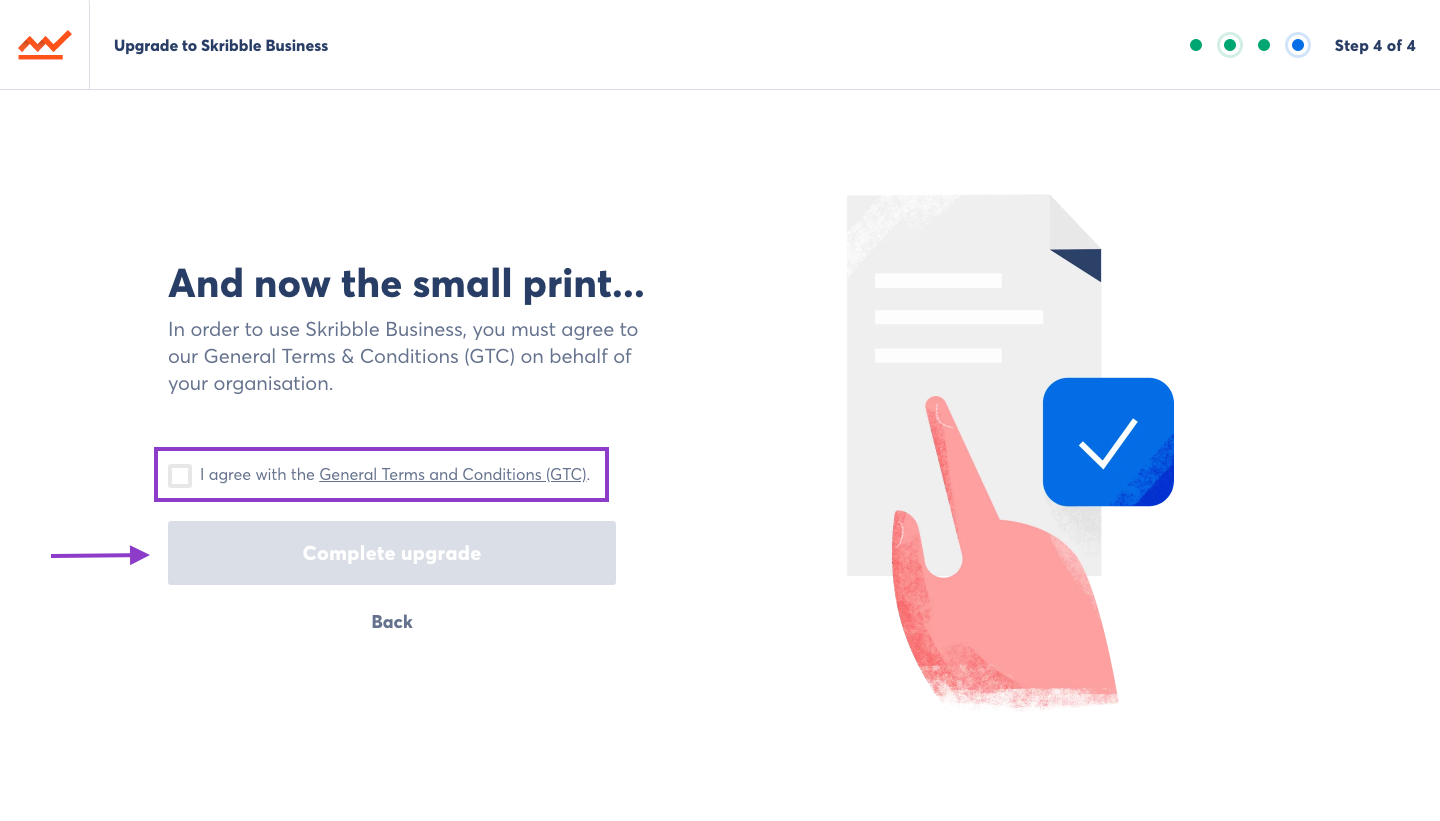 Upgrade to Skribble Business
Step 4 of 4
And now the small print...
In order to use Skribble Business, you must agree to
our General Terms & Conditions (GTC) on behalf of
your organisation.
I agree with the General Terms and Conditions (GTC).
Complete upgrade
Back